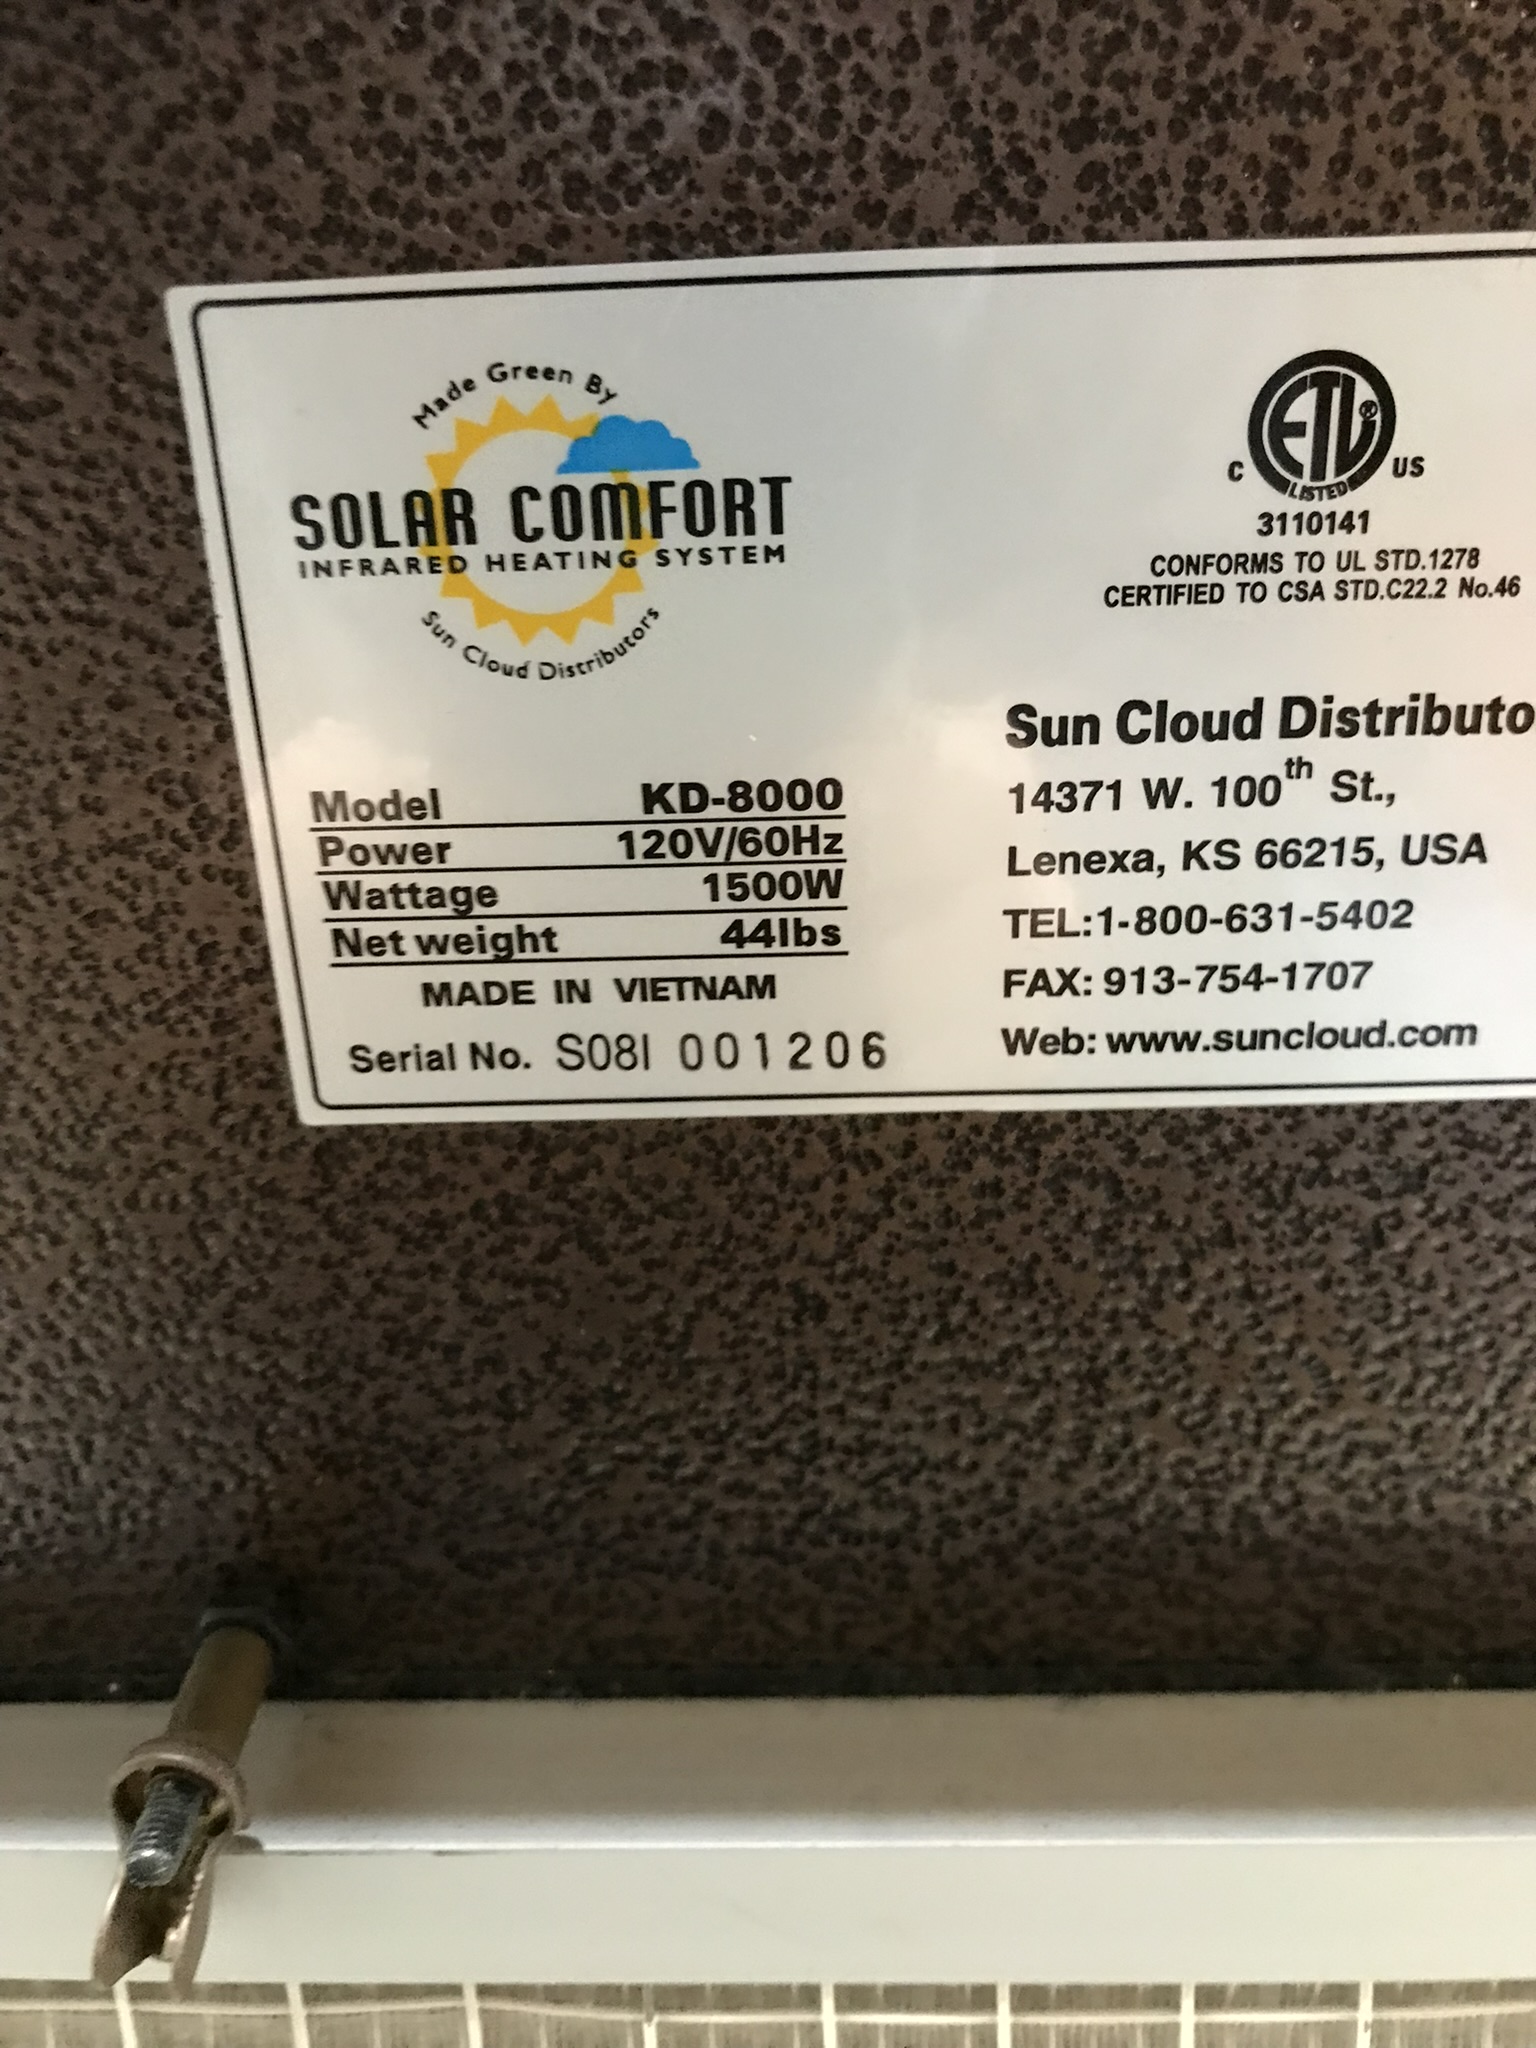 Made Green By
SOLAR COMFORT
INFRARED HEATING SYSTEM
Sun Cloud Distributors
Model KD-8000
Power 120V/60Hz
Wattage 1500W
Net weight 44lbs
MADE IN VIETNAM
Serial No. S08I 001206
ETL®
C US
LISTED
3110141
CONFORMS TO UL STD.1278
CERTIFIED TO CSA STD.C22.2 No.46
Sun Cloud Distributo
14371 W. 100th St.,
Lenexa, KS 66215, USA
TEL:1-800-631-5402
FAX: 913-754-1707
Web: www.suncloud.com